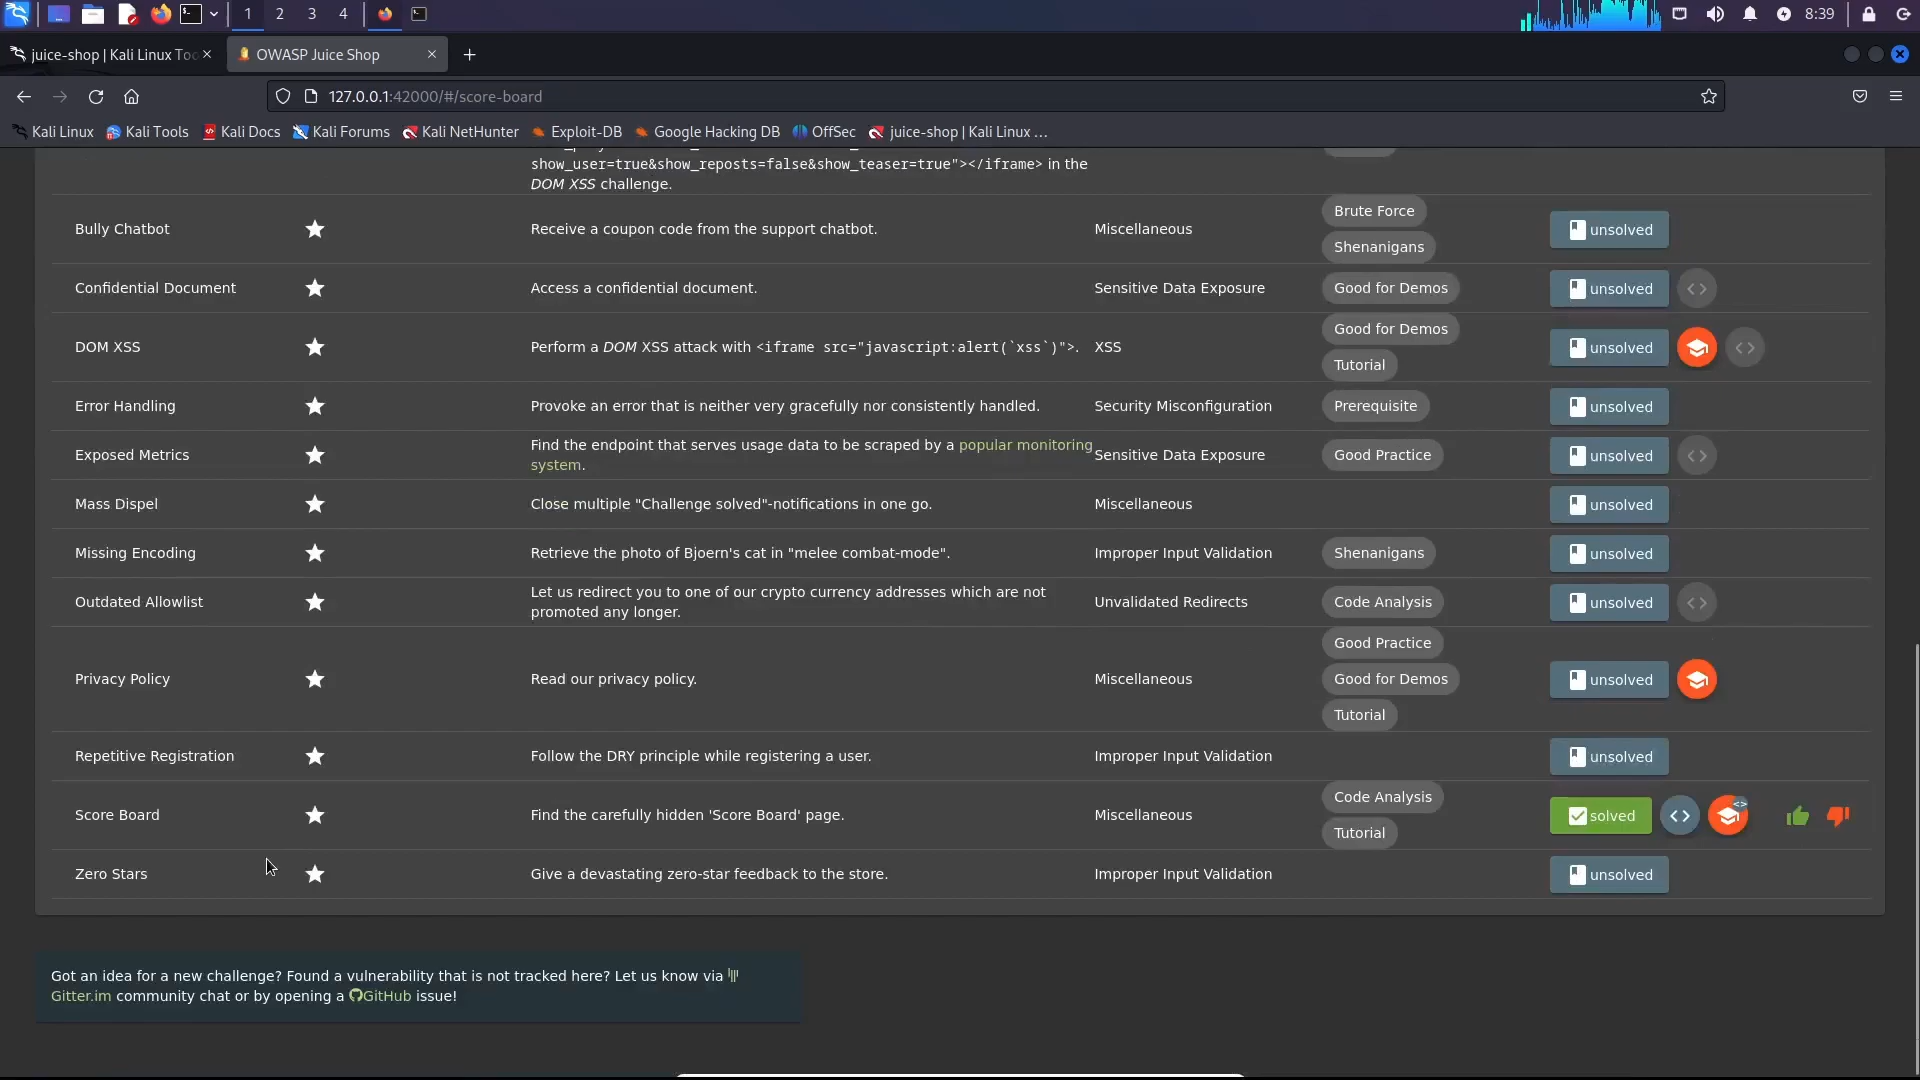 1 2 3 4 8:39
juice-shop | Kali Linux Too
OWASP Juice Shop
127.0.0.1:42000/#/score-board
Kali Linux Kali Tools Kali Docs Kali Forums Kali NetHunter Exploit-DB Google Hacking DB OffSec juice-shop | Kali Linux ...
show_user=true&show_reposts=false&show_teaser=true"></iframe> in the
DOM XSS challenge.
Bully Chatbot
Receive a coupon code from the support chatbot.
Miscellaneous
Brute Force
Shenanigans
unsolved
Confidential Document
Access a confidential document.
Sensitive Data Exposure
Good for Demos
unsolved
DOM XSS
Perform a DOM XSS attack with <iframe src="javascript:alert(`xss`)">.
XSS
Good for Demos
Tutorial
unsolved
Error Handling
Provoke an error that is neither very gracefully nor consistently handled.
Security Misconfiguration
Prerequisite
unsolved
Exposed Metrics
Find the endpoint that serves usage data to be scraped by a popular monitoring
system.
Sensitive Data Exposure
Good Practice
unsolved
Mass Dispel
Close multiple "Challenge solved"-notifications in one go.
Miscellaneous
unsolved
Missing Encoding
Retrieve the photo of Bjoern's cat in "melee combat-mode".
Improper Input Validation
Shenanigans
unsolved
Outdated Allowlist
Let us redirect you to one of our crypto currency addresses which are not
promoted any longer.
Unvalidated Redirects
Code Analysis
unsolved
Privacy Policy
Read our privacy policy.
Miscellaneous
Good Practice
Good for Demos
Tutorial
unsolved
Repetitive Registration
Follow the DRY principle while registering a user.
Improper Input Validation
unsolved
Score Board
Find the carefully hidden 'Score Board' page.
Miscellaneous
Code Analysis
Tutorial
solved
Zero Stars
Give a devastating zero-star feedback to the store.
Improper Input Validation
unsolved
Got an idea for a new challenge? Found a vulnerability that is not tracked here? Let us know via
Gitter.im community chat or by opening a GitHub issue!